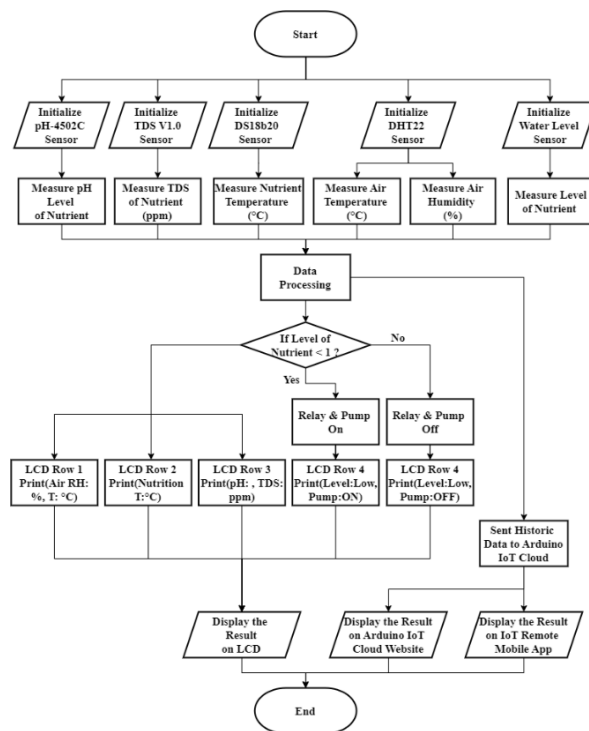 Start
Initialize
pH-4502C
Sensor
Initialize
TDS V1.0
Sensor
Initialize
DS18b20
Sensor
Initialize
DHT22
Sensor
Initialize
Water Level
Sensor
Measure pH
Level
of Nutrient
Measure TDS
of Nutrient
(ppm)
Measure Nutrient
Temperature
(°C)
Measure Air
Temperature
(°C)
Measure Air
Humidity
(%)
Measure Level
of Nutrient
Data
Processing
If Level of
Nutrient < 1 ?
No
Yes
Relay & Pump
On
Relay & Pump
Off
LCD Row 1
Print(Air RH:
%, T: °C)
LCD Row 2
Print(Nutrition
T:°C)
LCD Row 3
Print(pH: , TDS:
ppm)
LCD Row 4
Print(Level:Low,
Pump:ON)
LCD Row 4
Print(Level:Low,
Pump:OFF)
Sent Historic
Data to Arduino
IoT Cloud
Display the
Result
on LCD
Display the Result
on Arduino IoT
Cloud Website
Display the Result
on IoT Remote
Mobile App
End